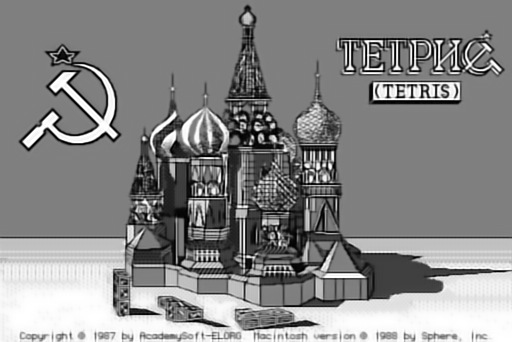 ТЕТРИС
(TETRIS)
Copyright © 1987 by AcademySoft-ELORG. Macintosh version © 1988 by Sphere, Inc.